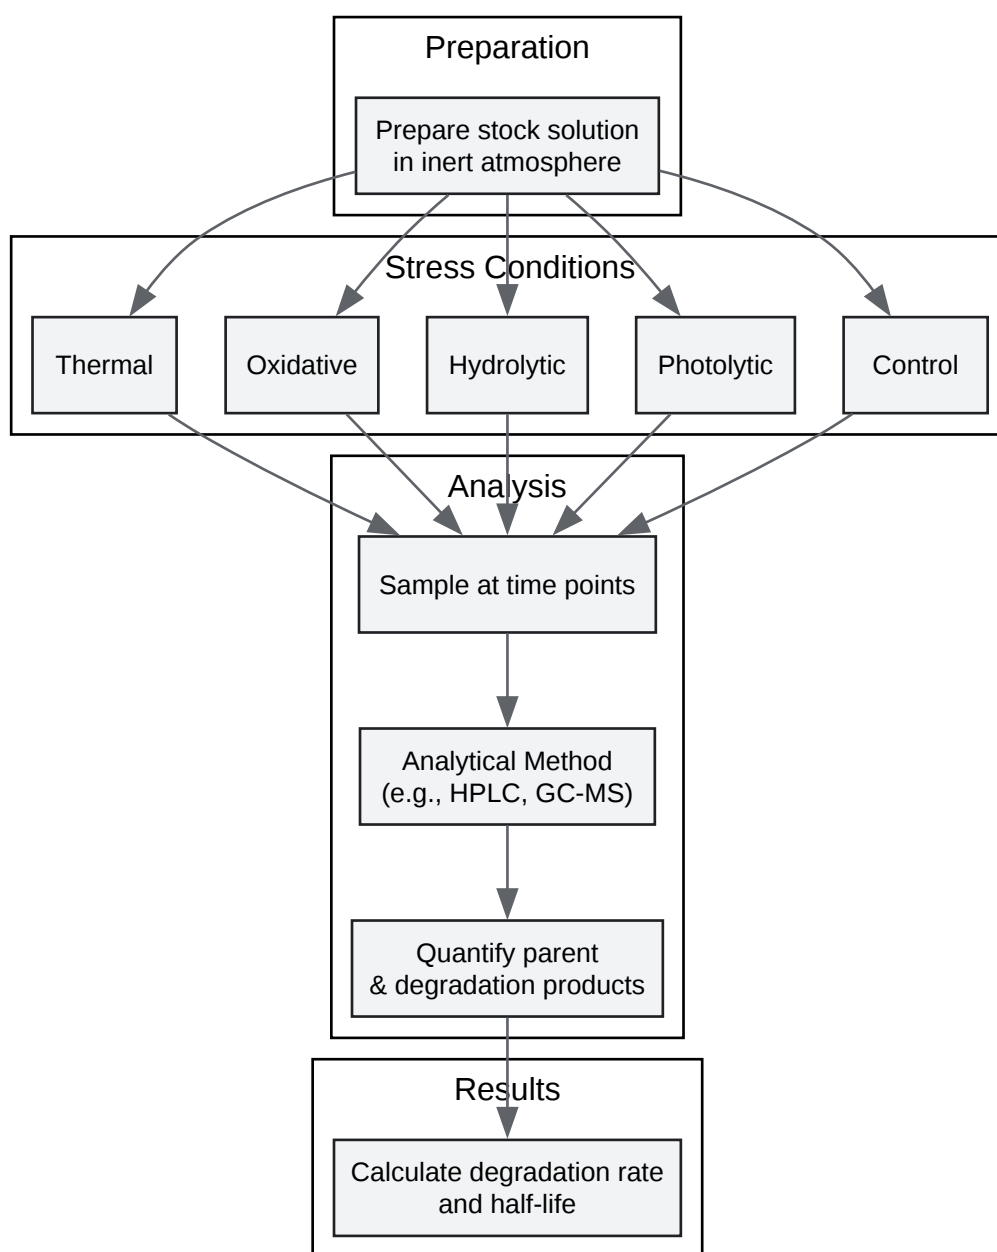 Preparation
Prepare stock solution
in inert atmosphere
Stress Conditions
Thermal
Oxidative
Hydrolytic
Photolytic
Control
Analysis
Sample at time points
Analytical Method
(e.g., HPLC, GC-MS)
Quantify parent
& degradation products
Results
Calculate degradation rate
and half-life